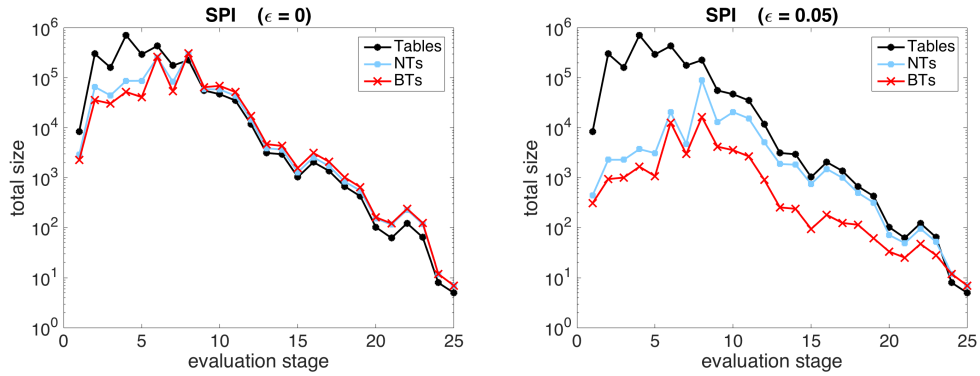 SPI (ϵ = 0)
total size
10^6
10^5
10^4
10^3
10^2
10^1
10^0
Tables
NTs
BTs
0 5 10 15 20 25
evaluation stage
SPI (ϵ = 0.05)
total size
10^6
10^5
10^4
10^3
10^2
10^1
10^0
Tables
NTs
BTs
0 5 10 15 20 25
evaluation stage